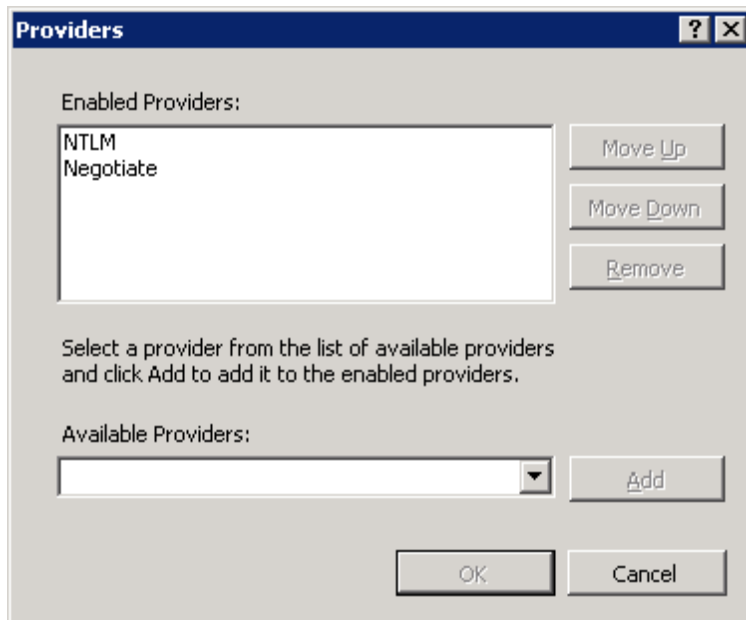 Providers
Enabled Providers:
NTLM
Negotiate
Move Up
Move Down
Remove
Select a provider from the list of available providers
and click Add to add it to the enabled providers.
Available Providers:
Add
OK
Cancel